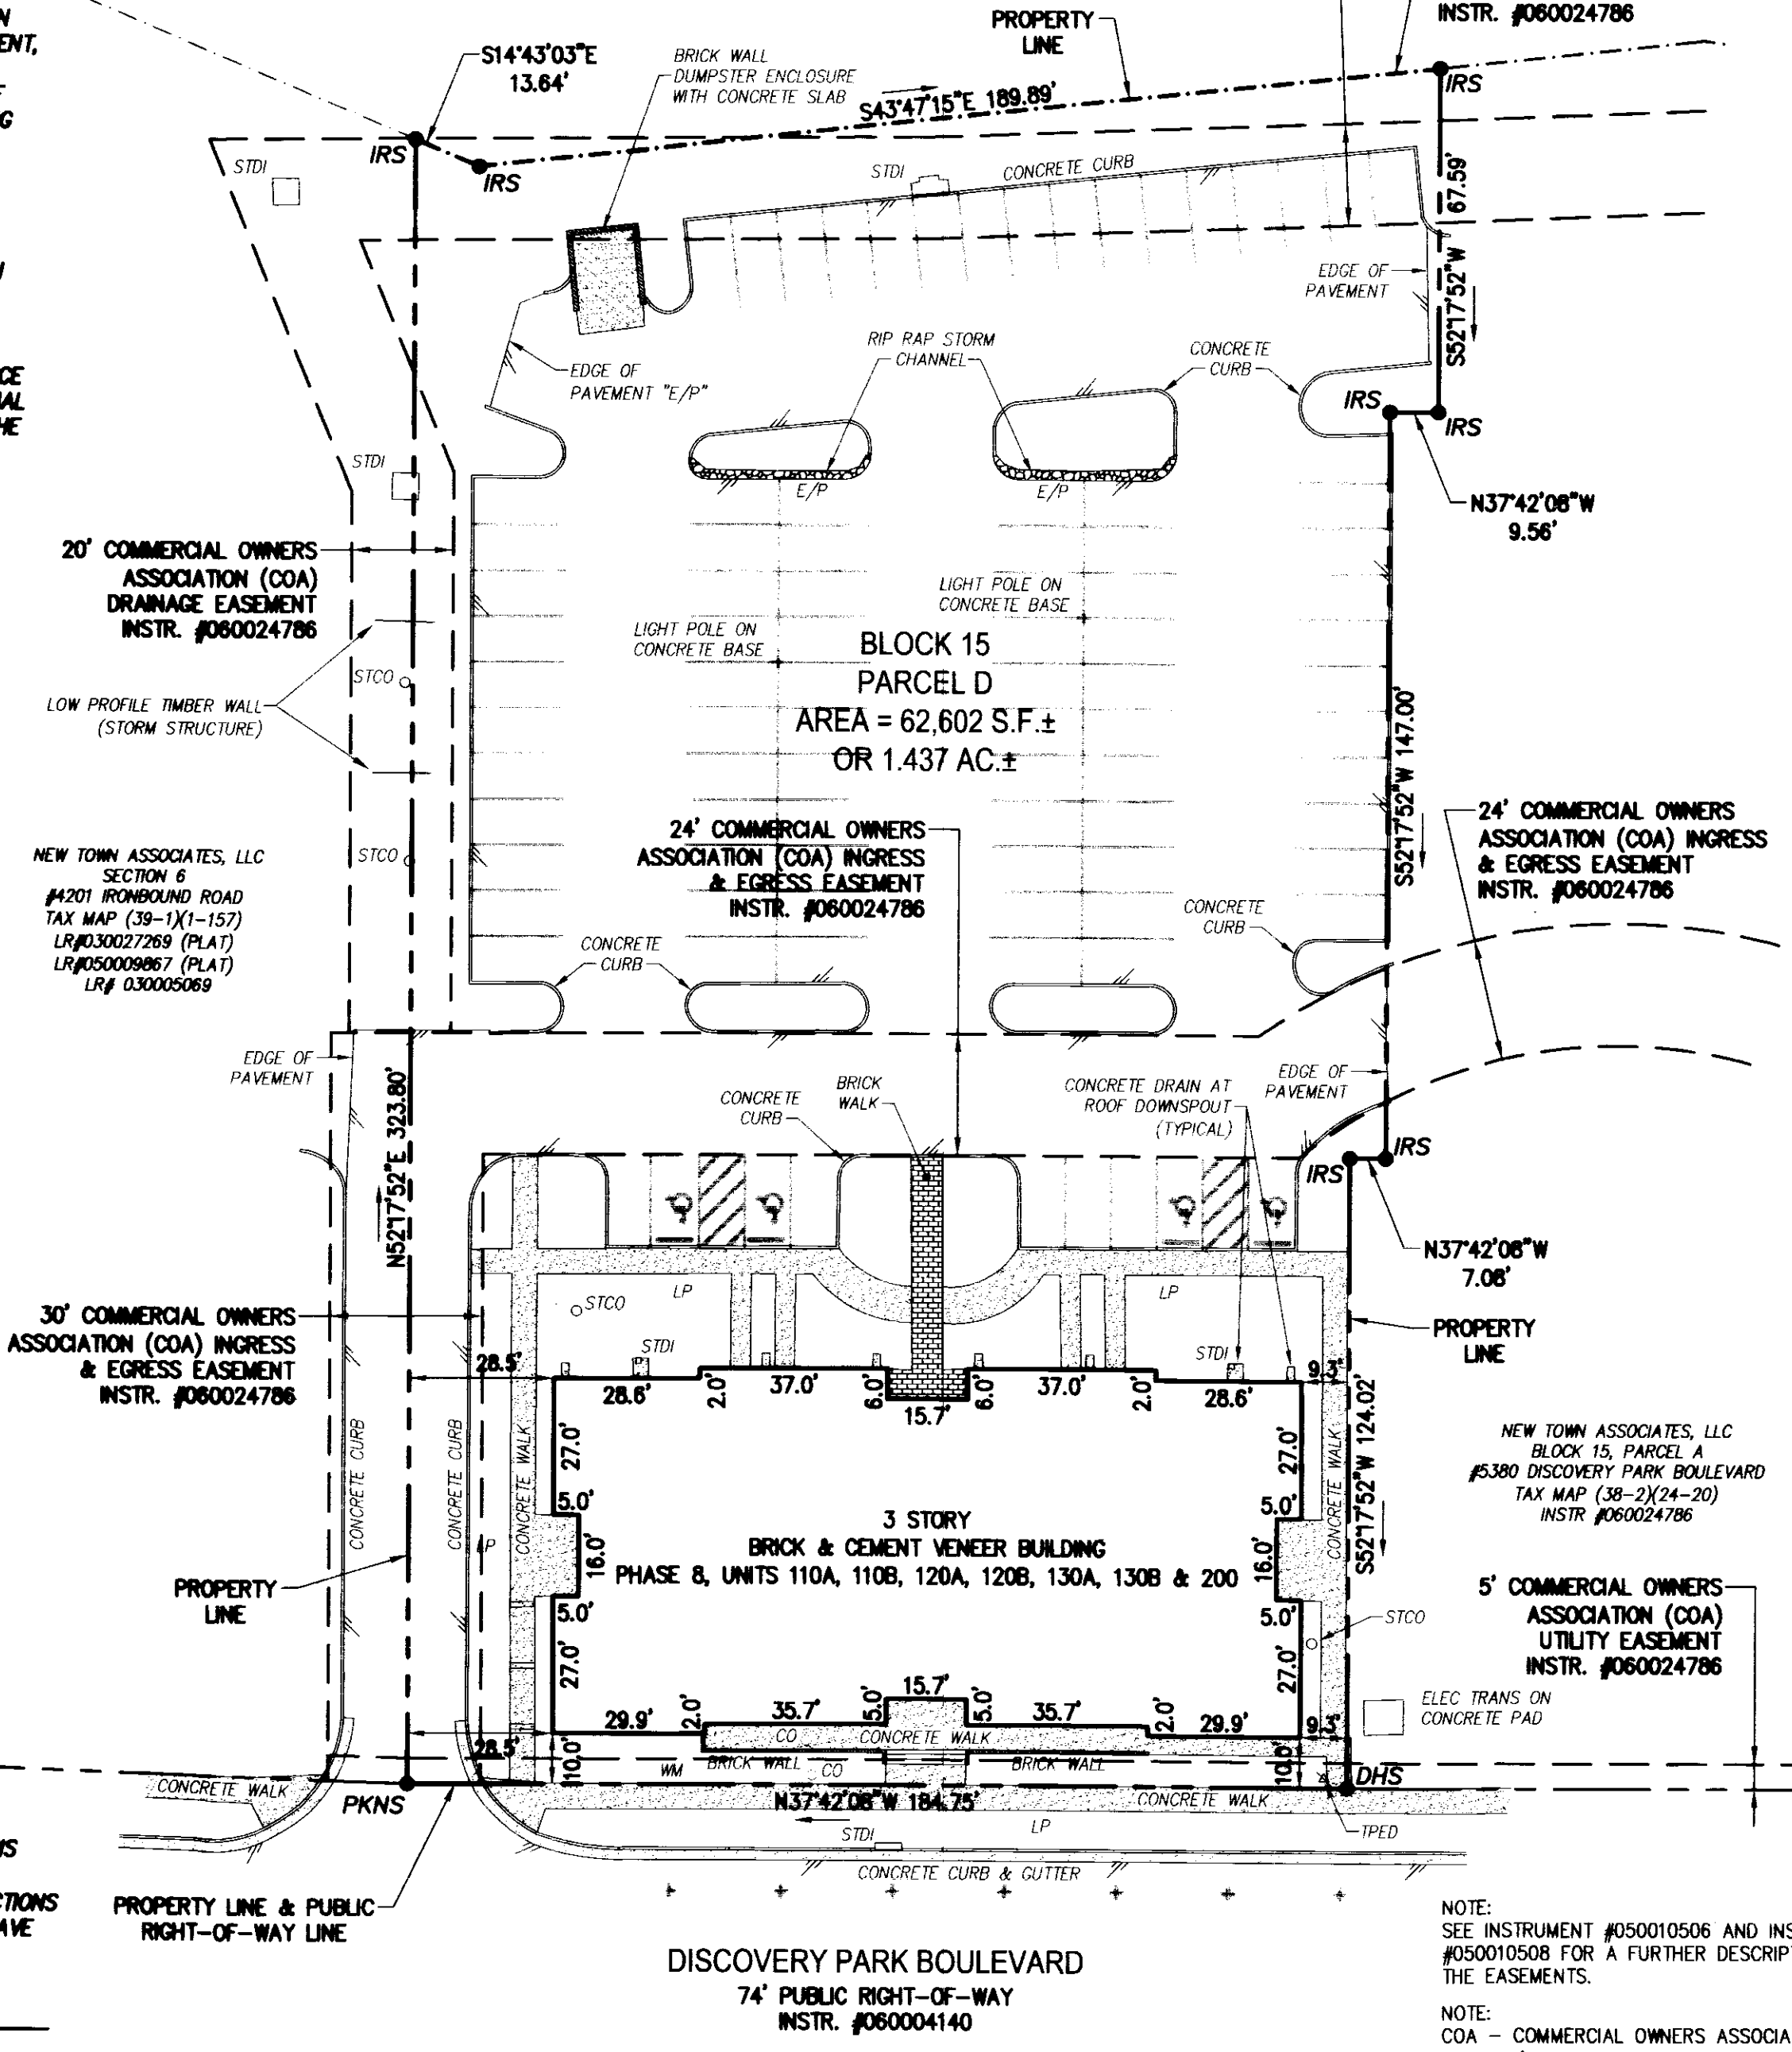 N
ENT,
G
CE
HE
S14°43'03"E
13.64'
BRICK WALL
DUMPSTER ENCLOSURE
WITH CONCRETE SLAB
PROPERTY
LINE
INSTR. #060024786
S43°47'15"E 189.89'
IRS
IRS
IRS
STDI
STDI
CONCRETE CURB
67.59'
S52°17'52"W
EDGE OF
PAVEMENT
RIP RAP STORM
CHANNEL
CONCRETE
CURB
EDGE OF
PAVEMENT "E/P"
IRS
IRS
STDI
E/P
E/P
N37°42'08"W
9.56'
20' COMMERCIAL OWNERS
ASSOCIATION (COA)
DRAINAGE EASEMENT
INSTR. #060024786
LIGHT POLE ON
CONCRETE BASE
LIGHT POLE ON
CONCRETE BASE
BLOCK 15
PARCEL D
AREA = 62,602 S.F.±
OR 1.437 AC.±
STCO
LOW PROFILE TIMBER WALL
(STORM STRUCTURE)
S52°17'52"W 147.00'
24' COMMERCIAL OWNERS
ASSOCIATION (COA) INGRESS
& EGRESS EASEMENT
INSTR. #060024786
24' COMMERCIAL OWNERS
ASSOCIATION (COA) INGRESS
& EGRESS EASEMENT
INSTR. #060024786
NEW TOWN ASSOCIATES, LLC
SECTION 6
#4201 IRONBOUND ROAD
TAX MAP (39-1)(1-157)
LR#030027269 (PLAT)
LR#050009867 (PLAT)
LR# 030005069
STCO
CONCRETE
CURB
CONCRETE
CURB
EDGE OF
PAVEMENT
N52°17'52"E 323.80'
CONCRETE
CURB
BRICK
WALK
CONCRETE DRAIN AT
ROOF DOWNSPOUT
(TYPICAL)
EDGE OF
PAVEMENT
IRS
IRS
N37°42'08"W
7.08'
LP
LP
STCO
STDI
STDI
PROPERTY
LINE
30' COMMERCIAL OWNERS
ASSOCIATION (COA) INGRESS
& EGRESS EASEMENT
INSTR. #060024786
28.5'
28.6'
2.0'
37.0'
6.0'
15.7'
6.0'
37.0'
2.0'
28.6'
9.3'
CONCRETE CURB
CONCRETE CURB
CONCRETE WALK
LP
27.0'
5.0'
16.0'
5.0'
27.0'
27.0'
5.0'
16.0'
5.0'
27.0'
CONCRETE WALK
S52°17'52"W 124.02'
3 STORY
BRICK & CEMENT VENEER BUILDING
PHASE 8, UNITS 110A, 110B, 120A, 120B, 130A, 130B & 200
NEW TOWN ASSOCIATES, LLC
BLOCK 15, PARCEL A
#5380 DISCOVERY PARK BOULEVARD
TAX MAP (38-2)(24-20)
INSTR #060024786
PROPERTY
LINE
STCO
5' COMMERCIAL OWNERS
ASSOCIATION (COA)
UTILITY EASEMENT
INSTR. #060024786
ELEC TRANS ON
CONCRETE PAD
29.9'
2.0'
35.7'
5.0'
15.7'
5.0'
35.7'
2.0'
29.9'
9.3'
28.5'
10.0'
10.0'
CO
CONCRETE WALK
WM
BRICK WALL
CO
BRICK WALL
CONCRETE WALK
PKNS
N37°42'08"W 184.75'
CONCRETE WALK
DHS
STDI
LP
TPED
CONCRETE CURB & GUTTER
PROPERTY LINE & PUBLIC
RIGHT-OF-WAY LINE
CTIONS
AVE
DISCOVERY PARK BOULEVARD
74' PUBLIC RIGHT-OF-WAY
INSTR. #060004140
NOTE:
SEE INSTRUMENT #050010506 AND INS
#050010508 FOR A FURTHER DESCRIPT
THE EASEMENTS.
NOTE:
COA - COMMERCIAL OWNERS ASSOCIA